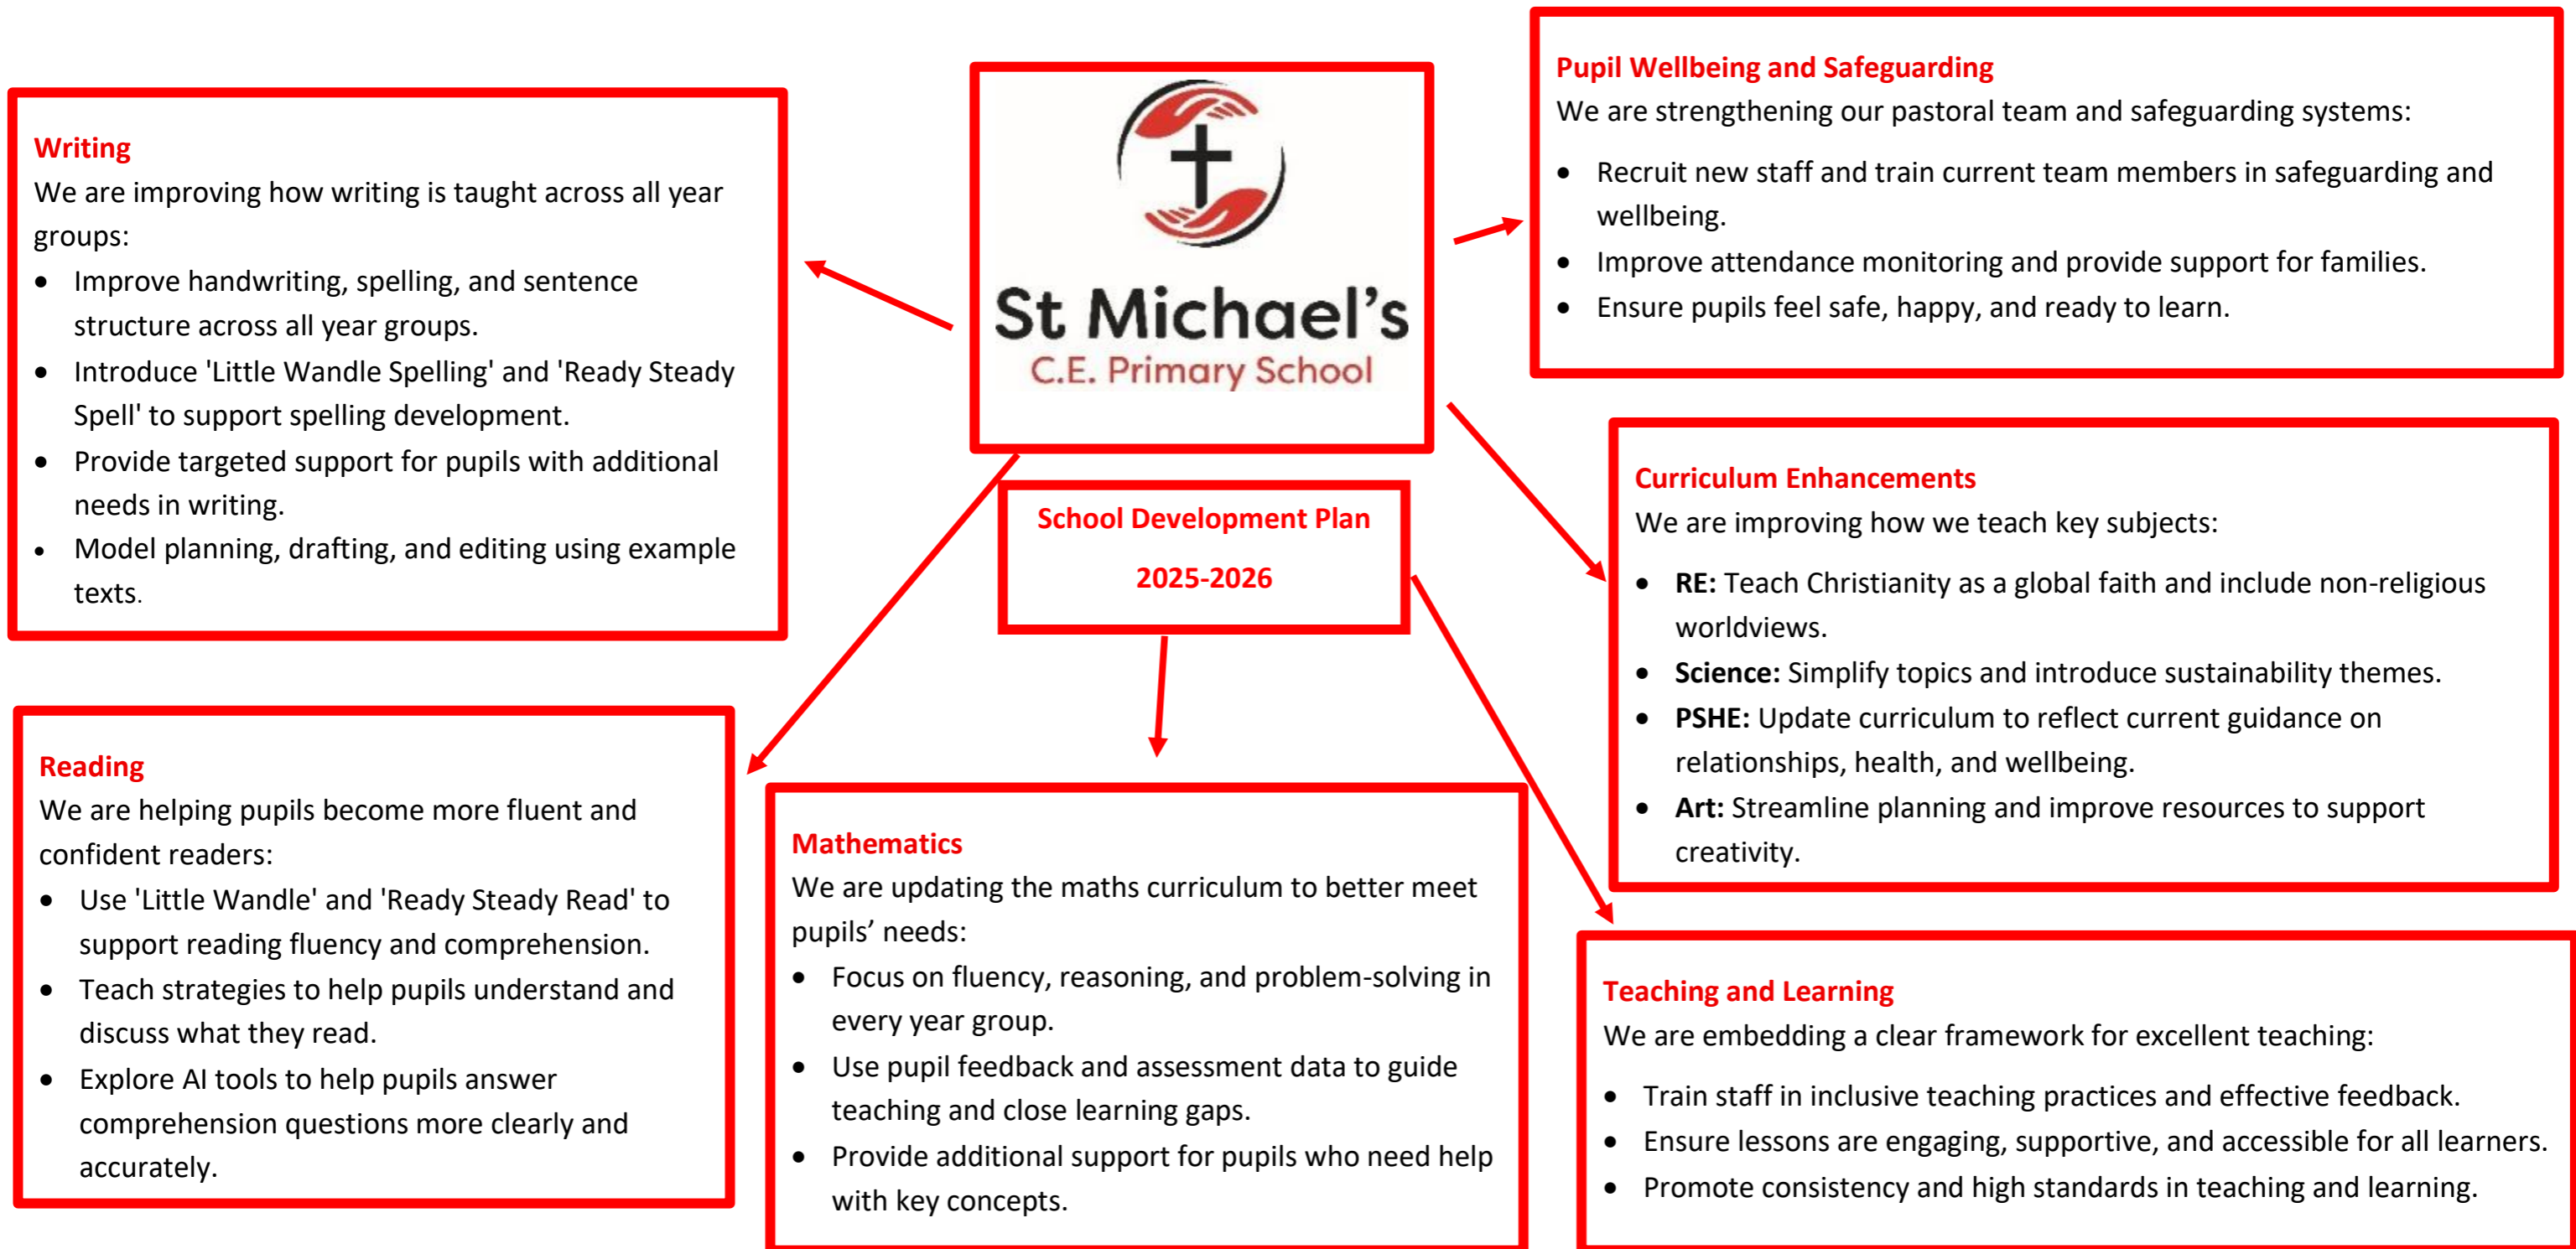 St Michael's
C.E. Primary School
School Development Plan
2025-2026
Writing
We are improving how writing is taught across all year
groups:
• Improve handwriting, spelling, and sentence
structure across all year groups.
• Introduce 'Little Wandle Spelling' and 'Ready Steady
Spell' to support spelling development.
• Provide targeted support for pupils with additional
needs in writing.
• Model planning, drafting, and editing using example
texts.
Reading
We are helping pupils become more fluent and
confident readers:
• Use 'Little Wandle' and 'Ready Steady Read' to
support reading fluency and comprehension.
• Teach strategies to help pupils understand and
discuss what they read.
• Explore AI tools to help pupils answer
comprehension questions more clearly and
accurately.
Mathematics
We are updating the maths curriculum to better meet
pupils’ needs:
• Focus on fluency, reasoning, and problem-solving in
every year group.
• Use pupil feedback and assessment data to guide
teaching and close learning gaps.
• Provide additional support for pupils who need help
with key concepts.
Pupil Wellbeing and Safeguarding
We are strengthening our pastoral team and safeguarding systems:
• Recruit new staff and train current team members in safeguarding and
wellbeing.
• Improve attendance monitoring and provide support for families.
• Ensure pupils feel safe, happy, and ready to learn.
Curriculum Enhancements
We are improving how we teach key subjects:
• RE: Teach Christianity as a global faith and include non-religious
worldviews.
• Science: Simplify topics and introduce sustainability themes.
• PSHE: Update curriculum to reflect current guidance on
relationships, health, and wellbeing.
• Art: Streamline planning and improve resources to support
creativity.
Teaching and Learning
We are embedding a clear framework for excellent teaching:
• Train staff in inclusive teaching practices and effective feedback.
• Ensure lessons are engaging, supportive, and accessible for all learners.
• Promote consistency and high standards in teaching and learning.